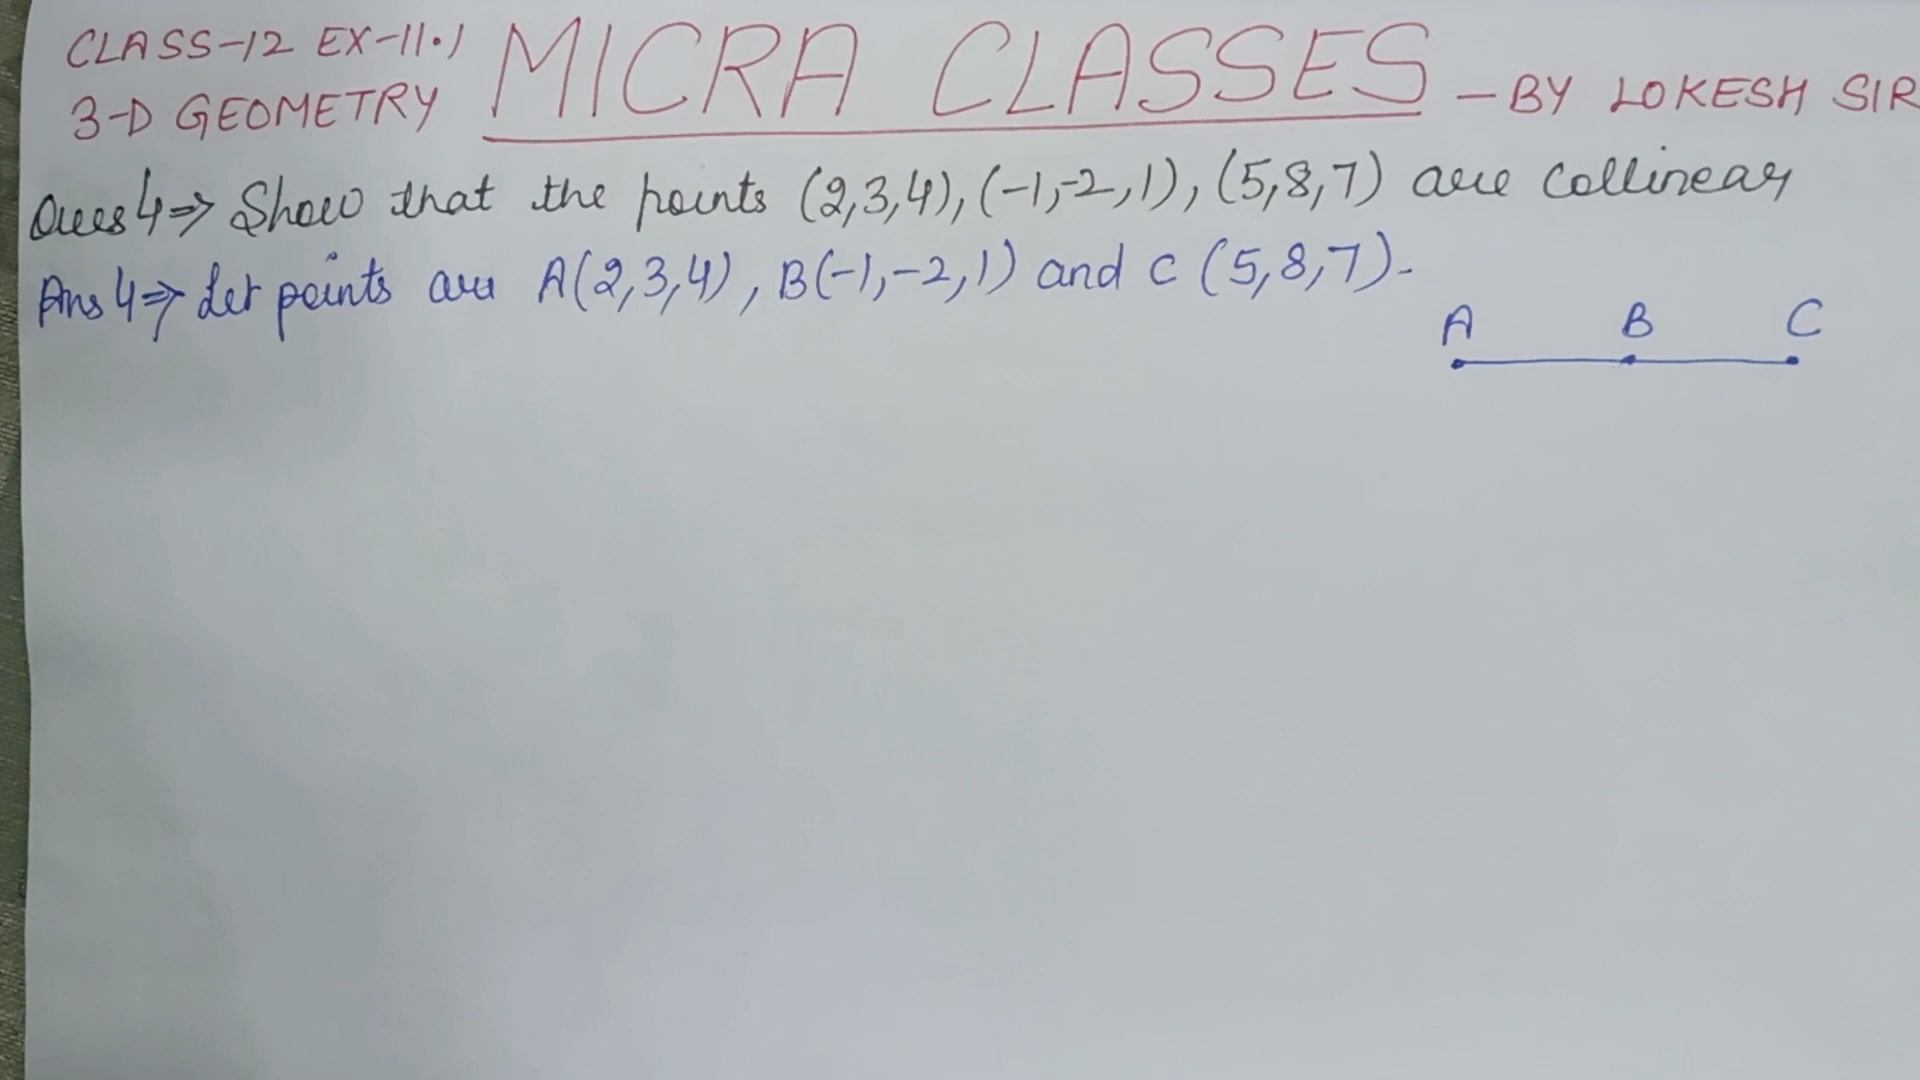 CLASS-12 EX-11.1
3-D GEOMETRY
MICRA CLASSES
-BY LOKESH SIR
Ques 4⇒ Show that the points (2,3,4), (-1,-2,1), (5,8,7) are collinear
Ans 4⇒ Let points are A(2,3,4), B(-1,-2,1) and C (5,8,7).
A B C